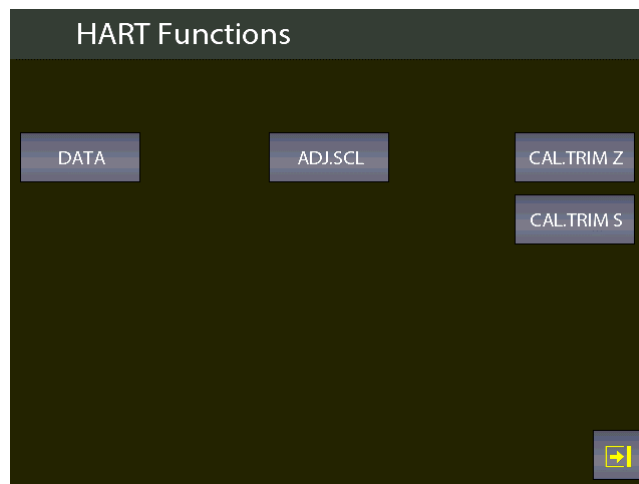 HART Functions
DATA
ADJ.SCL
CAL.TRIM Z
CAL.TRIM S